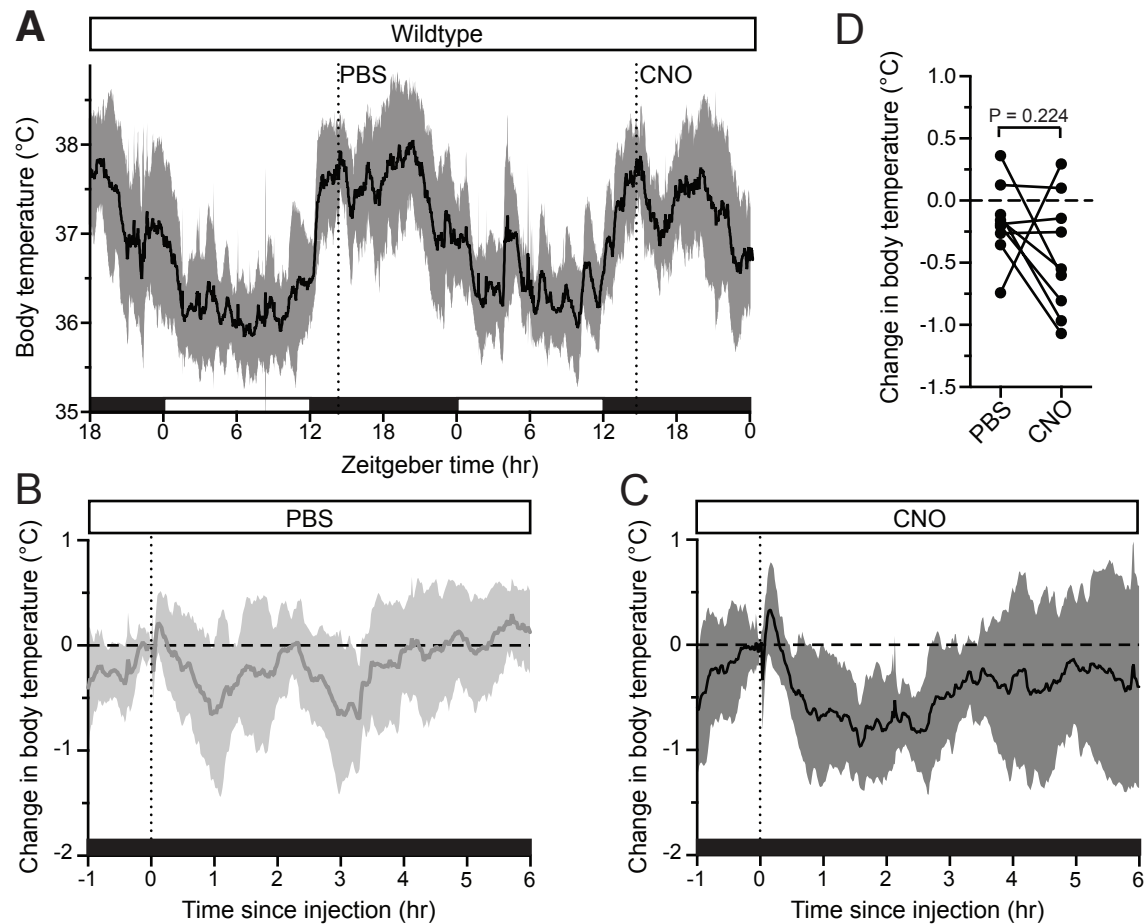 A
Wildtype
PBS
CNO
Body temperature (°C)
38
37
36
35
18 0 6 12 18 0 6 12 18 0
Zeitgeber time (hr)
D
Change in body temperature (°C)
1.0
0.5
0.0
-0.5
-1.0
-1.5
P = 0.224
PBS
CNO
B
PBS
Change in body temperature (°C)
1
0
-1
-2
-1 0 1 2 3 4 5 6
Time since injection (hr)
C
CNO
Change in body temperature (°C)
1
0
-1
-2
-1 0 1 2 3 4 5 6
Time since injection (hr)